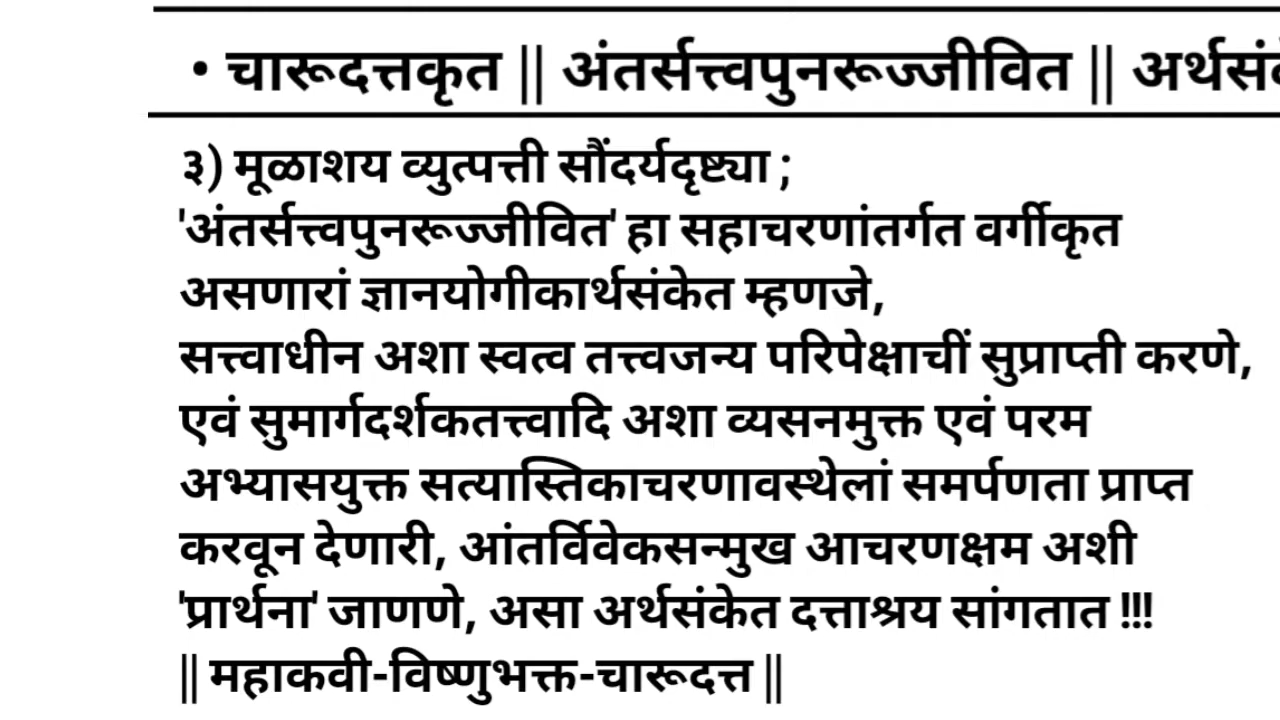 • चारूदत्तकृत || अंतर्सत्त्वपुनरूज्जीवित ||
३) मूळाशय व्युत्पत्ती सौंदर्यदृष्ट्या ;
'अंतर्सत्त्वपुनरूज्जीवित' हा सहाचरणांतर्गत वर्गीकृत
असणारां ज्ञानयोगीकार्थसंकेत म्हणजे,
सत्त्वाधीन अशा स्वत्व तत्त्वजन्य परिपेक्षाचीं सुप्राप्ती करणे,
एवं सुमार्गदर्शकतत्त्वादि अशा व्यसनमुक्त एवं परम
अभ्यासयुक्त सत्यास्तिकाचरणावस्थेलां समर्पणता प्राप्त
करवून देणारी, आंतर्विवेकसन्मुख आचरणक्षम अशी
'प्रार्थना' जाणणे, असा अर्थसंकेत दत्ताश्रय सांगतात !!!
|| महाकवी-विष्णुभक्त-चारूदत्त ||